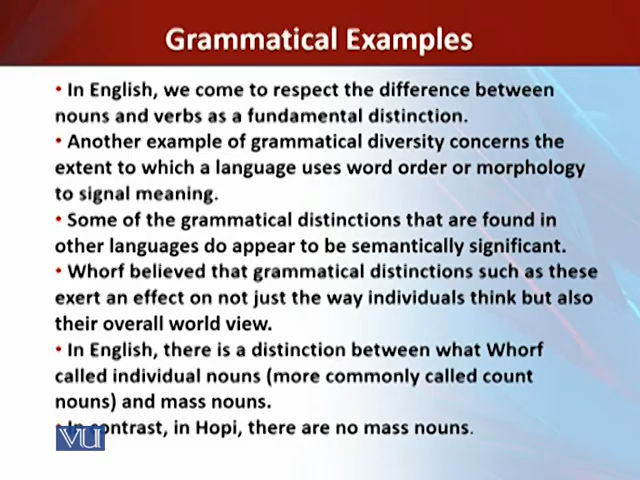 Grammatical Examples
• In English, we come to respect the difference between
nouns and verbs as a fundamental distinction.
• Another example of grammatical diversity concerns the
extent to which a language uses word order or morphology
to signal meaning.
• Some of the grammatical distinctions that are found in
other languages do appear to be semantically significant.
• Whorf believed that grammatical distinctions such as these
exert an effect on not just the way individuals think but also
their overall world view.
• In English, there is a distinction between what Whorf
called individual nouns (more commonly called count
nouns) and mass nouns.
• In contrast, in Hopi, there are no mass nouns.
VU